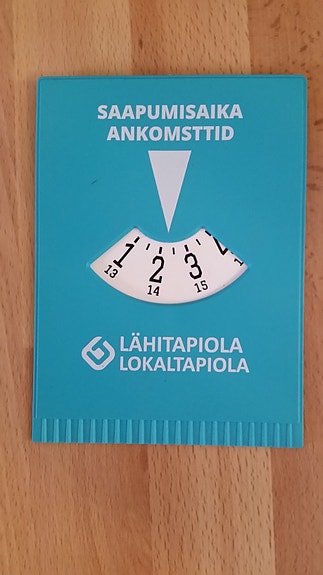 SAAPUMISAIKA
ANKOMSTTID
1 2 3
13 14 15
LÄHITAPIOLA
LOKALTAPIOLA